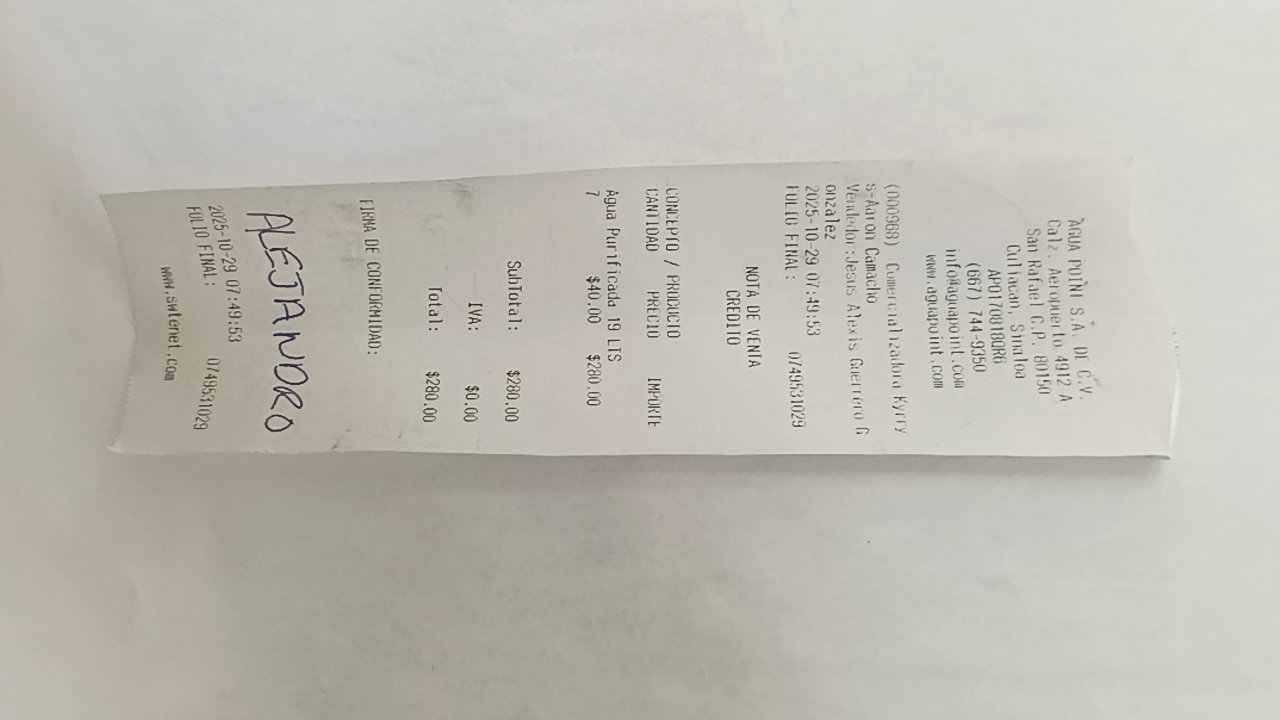 AGUA POINT S.A. DE C.V.
Calz. Aeropuerto 4912 A
San Rafael C.P. 80150
Culiacan, Sinaloa
APO170818QR6
(667) 744-9350
info@aguapoint.com
www.aguapoint.com
(000968) Comercializadora Kyrry
s-Aaron Camacho
Vendedor:Jesus Alexis Guerrero G
onzalez
2025-10-29 07:49:53
FOLIO FINAL: 0749531029
NOTA DE VENTA
CREDITO
CONCEPTO / PRODUCTO
CANTIDAD PRECIO IMPORTE
Agua Purificada 19 LTS
7 $40.00 $280.00
SubTotal: $280.00
IVA: $0.00
Total: $280.00
FIRMA DE CONFORMIDAD:
ALEJANDRO
2025-10-29 07:49:53
FOLIO FINAL: 0749531029
www.swtenet.com